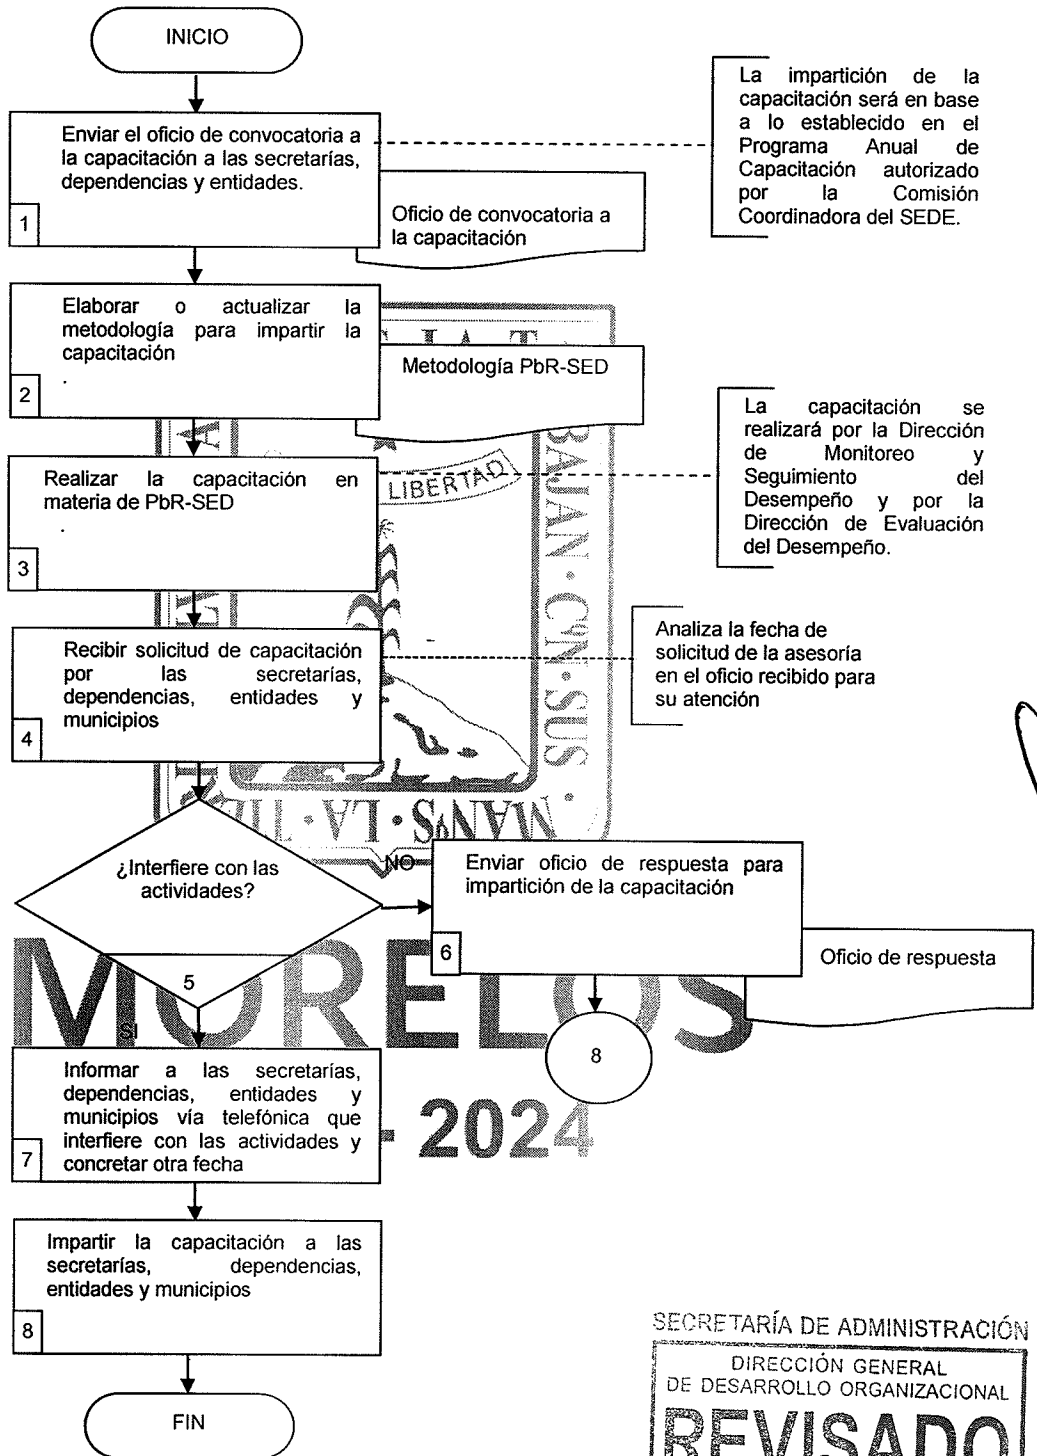 INICIO
Enviar el oficio de convocatoria a
la capacitación a las secretarías,
dependencias y entidades.
1
La impartición de la
capacitación será en base
a lo establecido en el
Programa Anual de
Capacitación autorizado
por la Comisión
Coordinadora del SEDE.
Oficio de convocatoria a
la capacitación
Elaborar o actualizar la
metodología para impartir la
capacitación
2
Metodología PbR-SED
Realizar la capacitación en
materia de PbR-SED
3
La capacitación se
realizará por la Dirección
de Monitoreo y
Seguimiento del
Desempeño y por la
Dirección de Evaluación
del Desempeño.
LIBERTAD
BAJAN·CºN·SUS
·MANºS·LA·
Recibir solicitud de capacitación
por las secretarías,
dependencias, entidades y
municipios
4
Analiza la fecha de
solicitud de la asesoría
en el oficio recibido para
su atención
¿Interfiere con las
actividades?
5
NO
Enviar oficio de respuesta para
impartición de la capacitación
6
Oficio de respuesta
8
MORELOS
- 2024
SI
Informar a las secretarías,
dependencias, entidades y
municipios vía telefónica que
interfiere con las actividades y
concretar otra fecha
7
Impartir la capacitación a las
secretarías, dependencias,
entidades y municipios
8
FIN
SECRETARÍA DE ADMINISTRACIÓN
DIRECCIÓN GENERAL
DE DESARROLLO ORGANIZACIONAL
REVISADO